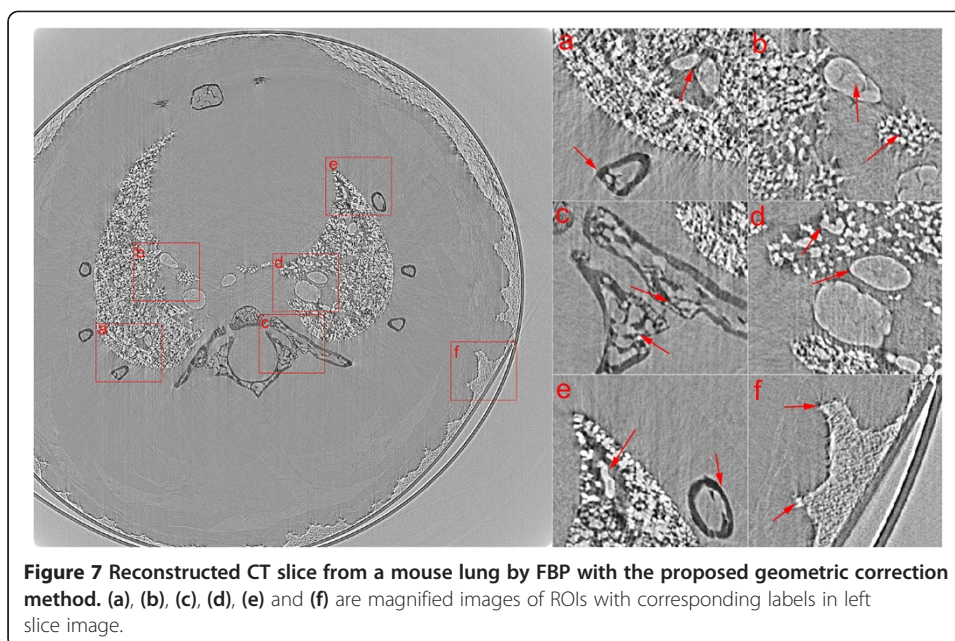 a
b
c
d
e
f
a
b
c
d
e
f
Figure 7 Reconstructed CT slice from a mouse lung by FBP with the proposed geometric correction
method. (a), (b), (c), (d), (e) and (f) are magnified images of ROIs with corresponding labels in left
slice image.